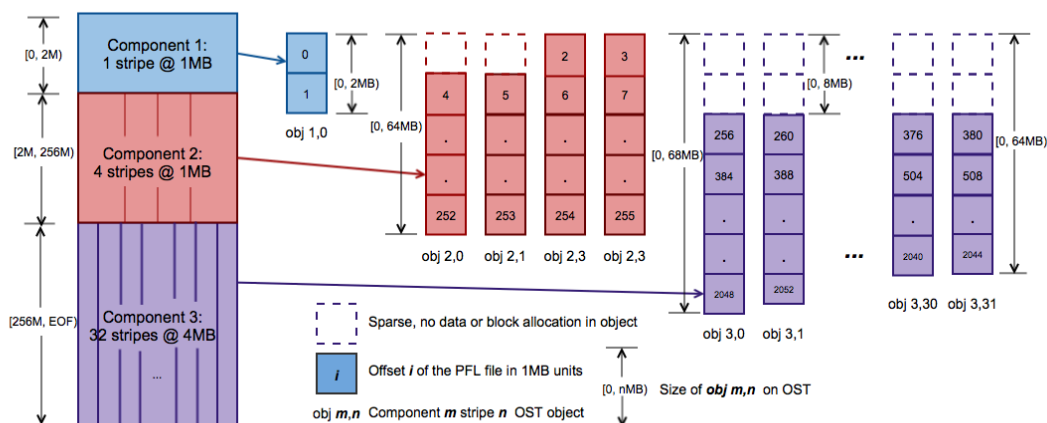 [0, 2M)
Component 1:
1 stripe @ 1MB
[2M, 256M)
Component 2:
4 stripes @ 1MB
[256M, EOF)
Component 3:
32 stripes @ 4MB
...
0
1
[0, 2MB)
obj 1,0
[0, 64MB)
2
3
4
5
6
7
.
.
.
.
.
.
.
.
252
253
254
255
obj 2,0
obj 2,1
obj 2,3
obj 2,3
[0, 68MB)
[0, 8MB)
...
256
260
376
380
384
388
504
508
.
.
.
.
.
.
.
.
2048
2052
...
2040
2044
[0, 64MB)
obj 3,0
obj 3,1
obj 3,30
obj 3,31
Sparse, no data or block allocation in object
i
Offset i of the PFL file in 1MB units
obj m,n Component m stripe n OST object
[0, nMB)
Size of obj m,n on OST